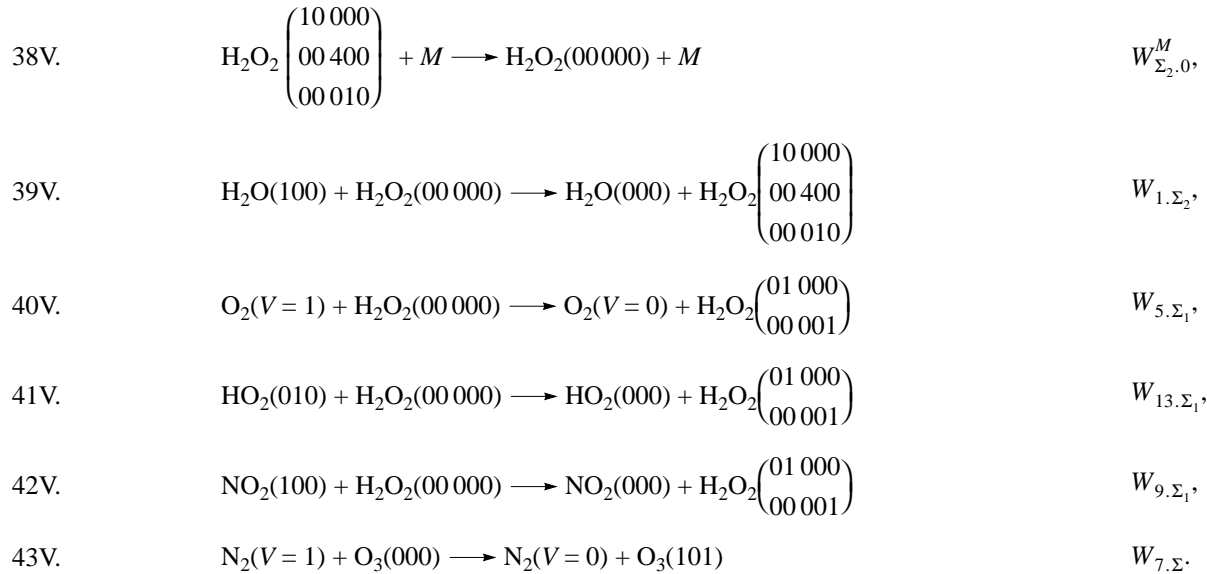 38V. H₂O₂ (10 000 / 00 400 / 00 010) + M ⟶ H₂O₂(00 000) + M W^M_{Σ₂.0},
39V. H₂O(100) + H₂O₂(00 000) ⟶ H₂O(000) + H₂O₂ (10 000 / 00 400 / 00 010) W_{1.Σ₂},
40V. O₂(V = 1) + H₂O₂(00 000) ⟶ O₂(V = 0) + H₂O₂ (01 000 / 00 001) W_{5.Σ₁},
41V. HO₂(010) + H₂O₂(00 000) ⟶ HO₂(000) + H₂O₂ (01 000 / 00 001) W_{13.Σ₁},
42V. NO₂(100) + H₂O₂(00 000) ⟶ NO₂(000) + H₂O₂ (01 000 / 00 001) W_{9.Σ₁},
43V. N₂(V = 1) + O₃(000) ⟶ N₂(V = 0) + O₃(101) W_{7.Σ}.